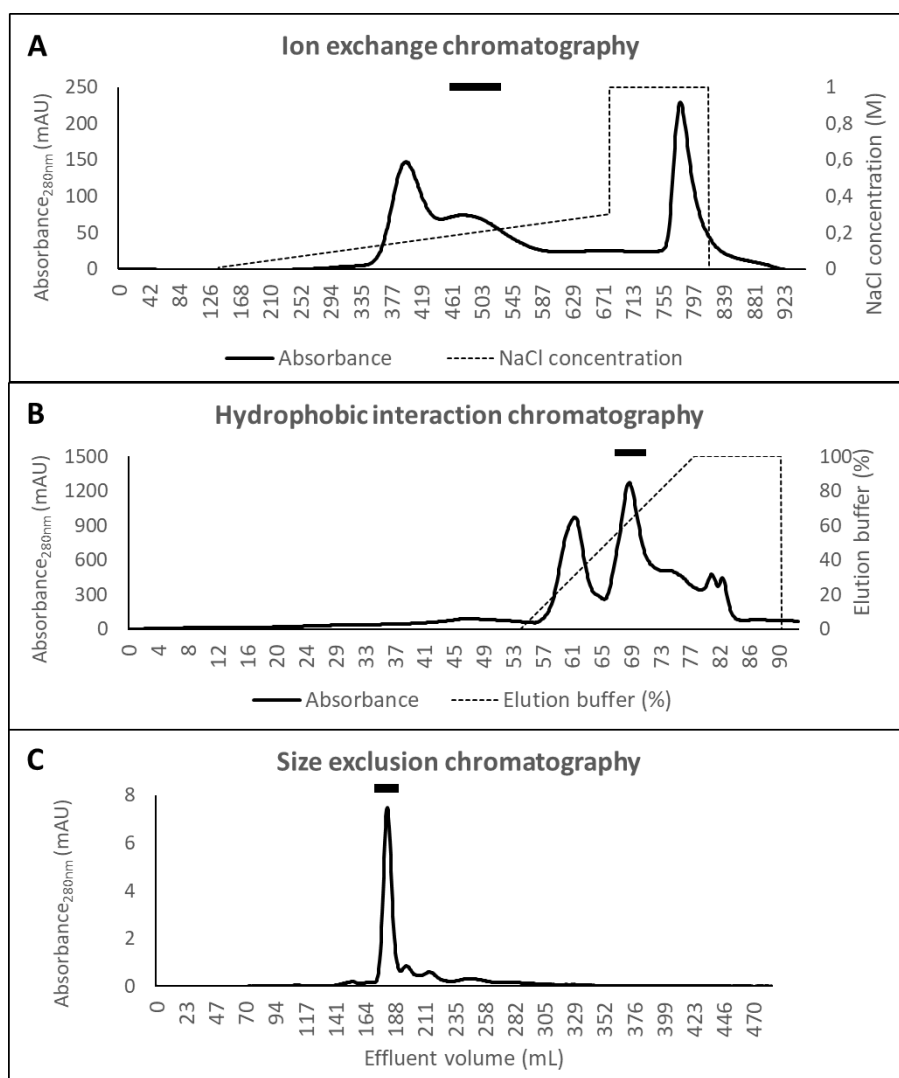 A
Ion exchange chromatography
Absorbance280nm (mAU)
250
200
150
100
50
0
1
0,8
0,6
0,4
0,2
0
NaCl concentration (M)
0 42 84 126 168 210 252 294 335 377 419 461 503 545 587 629 671 713 755 797 839 881 923
Absorbance NaCl concentration
B
Hydrophobic interaction chromatography
Absorbance280nm (mAU)
1500
1200
900
600
300
0
100
80
60
40
20
0
Elution buffer (%)
0 4 8 12 16 20 25 29 33 37 41 45 49 53 57 61 65 69 73 77 82 86 90
Absorbance Elution buffer (%)
C
Size exclusion chromatography
Absorbance280nm (mAU)
8
6
4
2
0
0 23 47 70 94 117 141 164 188 211 235 258 282 305 329 352 376 399 423 446 470
Effluent volume (mL)